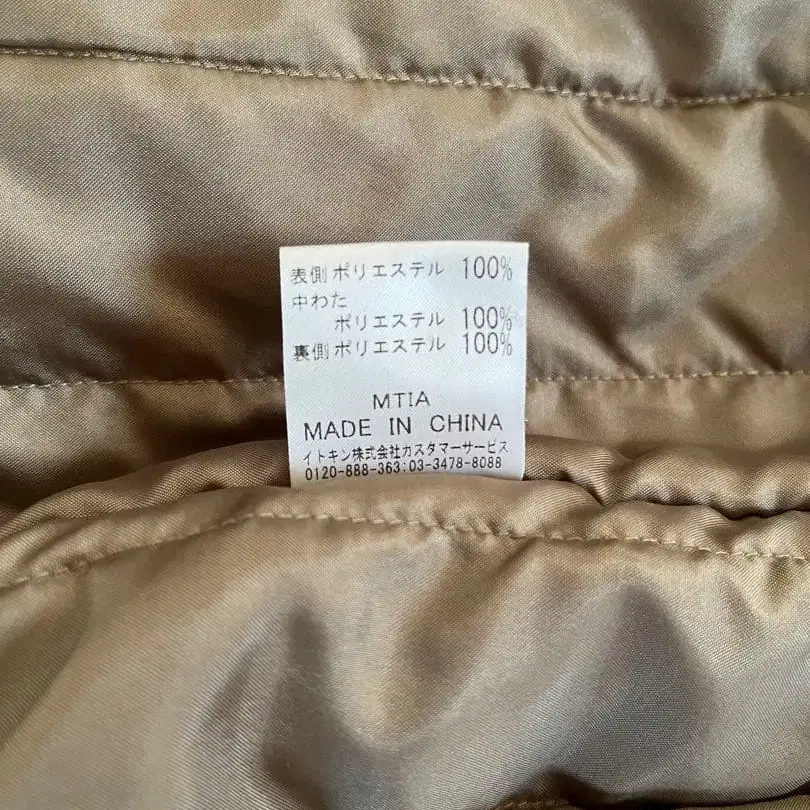 表側 ポリエステル 100%
中わた
ポリエステル 100%
裏側 ポリエステル 100%
MTIA
MADE IN CHINA
イトキン株式会社カスタマーサービス
0120-888-363:03-3478-8088